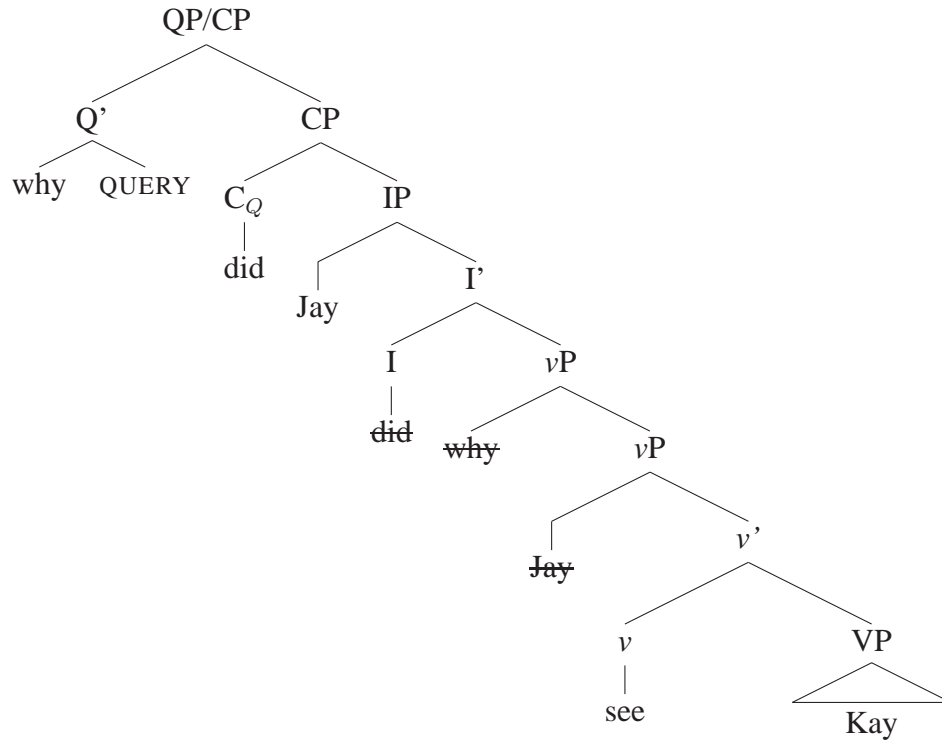 QP/CP
Q’ CP
why QUERY C_Q IP
did
Jay I’
I vP
did why vP
Jay v’
v VP
see Kay